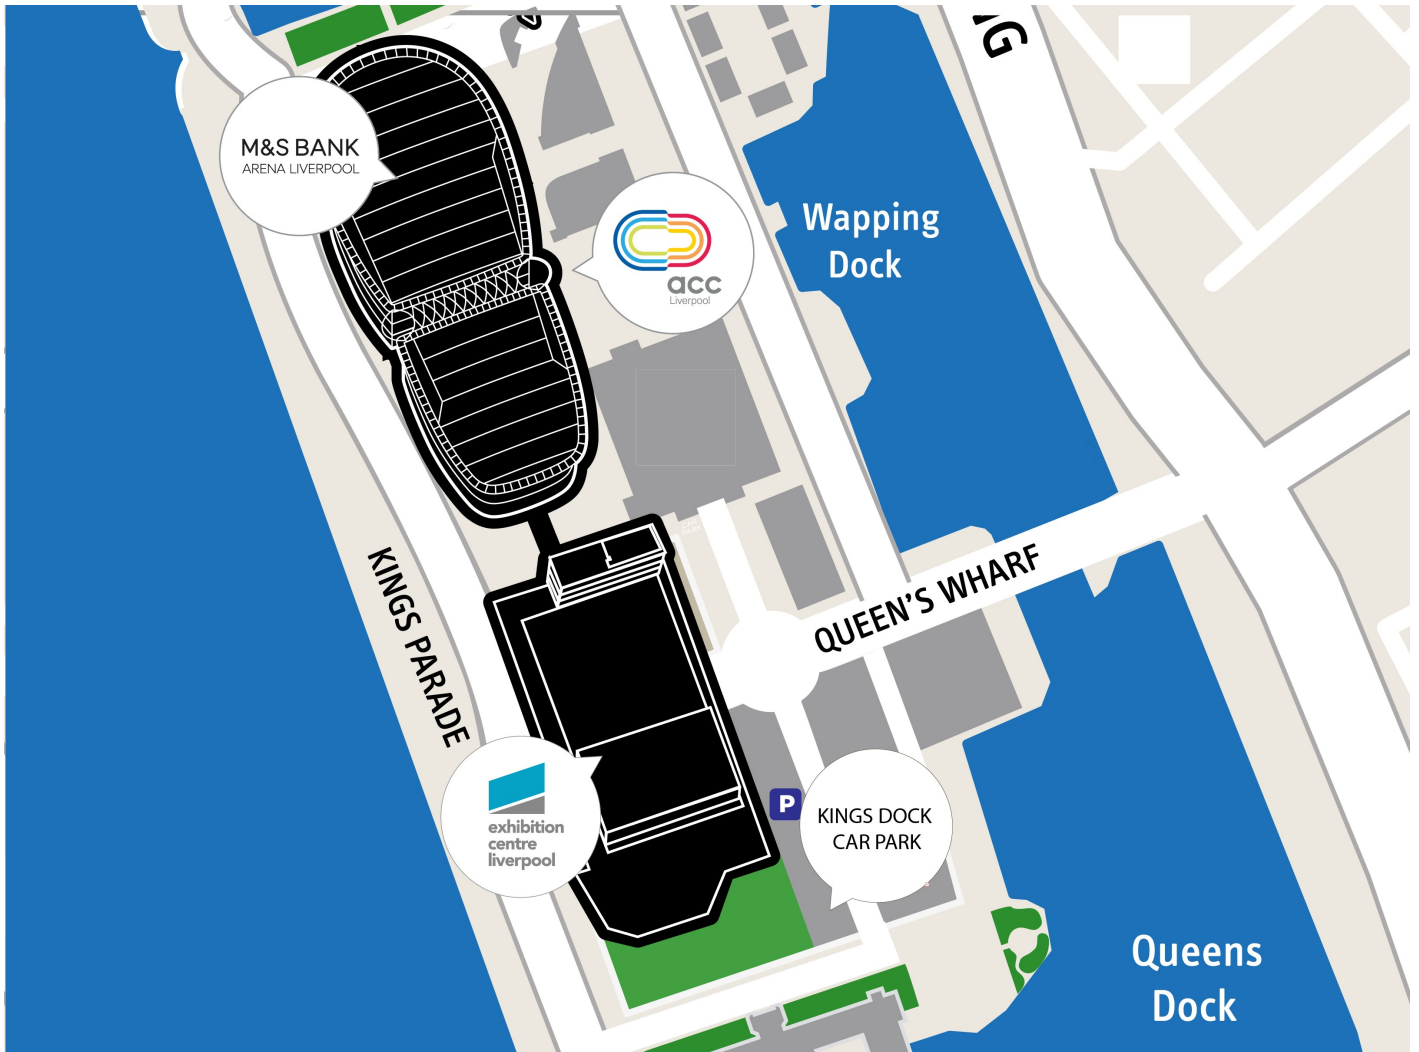 NG
M&S BANK
ARENA LIVERPOOL
acc
Liverpool
Wapping
Dock
KINGS PARADE
QUEEN'S WHARF
exhibition
centre
liverpool
P
KINGS DOCK
CAR PARK
Queens
Dock